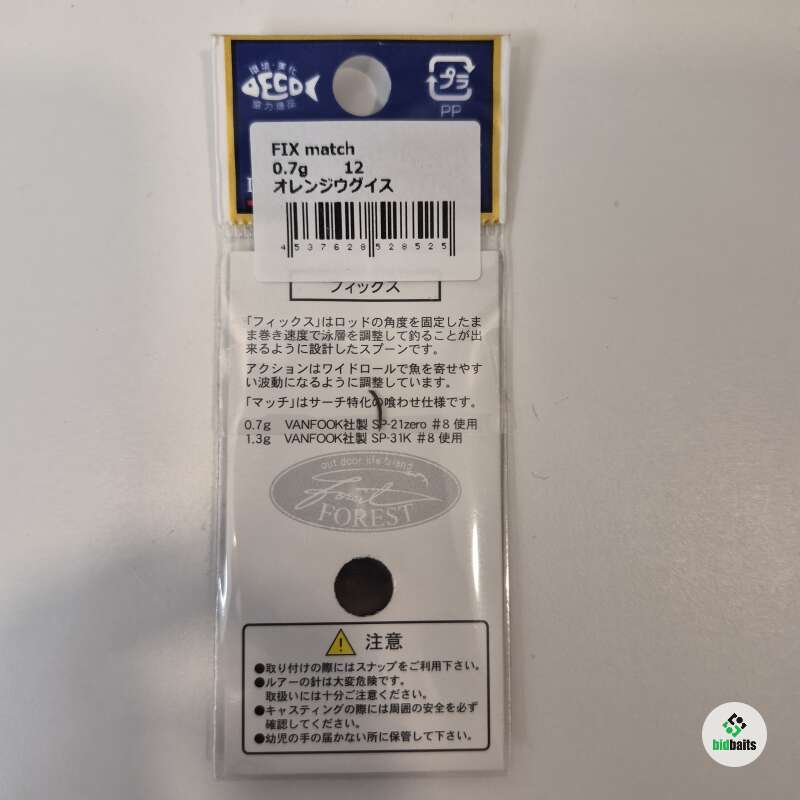 環境・美化
ECO
協力商品
プラ
PP
FIX match
0.7g 12
オレンジウグイス
4 537628 528525
フィックス
「フィックス」はロッドの角度を固定したま
ま巻き速度で泳層を調整して釣ることが出
来るように設計したスプーンです。
アクションはワイドロールで魚を寄せやす
い波動になるように調整しています。
「マッチ」はサーチ特化の喰わせ仕様です。
0.7g VANFOOK社製 SP-21zero #8 使用
1.3g VANFOOK社製 SP-31K #8 使用
out door life friend
Forest
FOREST
注意
●取り付けの際にはスナップをご利用下さい。
●ルアーの針は大変危険です。
取扱いには十分ご注意ください。
●キャスティングの際には周囲の安全を必ず
確認してください。
●幼児の手の届かない所に保管して下さい。
bidbaits